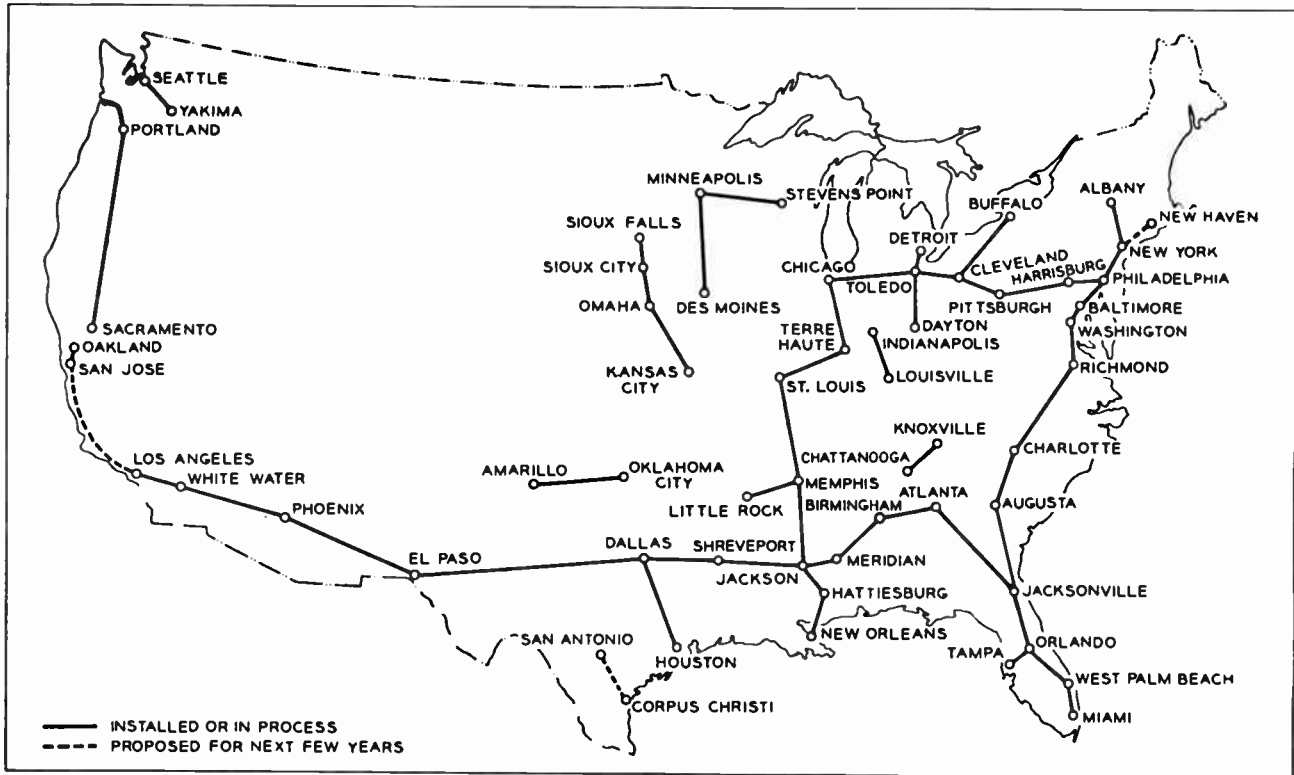 SEATTLE
YAKIMA
PORTLAND
MINNEAPOLIS
STEVENS POINT
BUFFALO
ALBANY
NEW HAVEN
SIOUX FALLS
DETROIT
NEW YORK
SIOUX CITY
CHICAGO
CLEVELAND
HARRISBURG
PHILADELPHIA
TOLEDO
OMAHA
DES MOINES
PITTSBURGH
BALTIMORE
SACRAMENTO
TERRE
HAUTE
DAYTON
WASHINGTON
OAKLAND
INDIANAPOLIS
SAN JOSE
KANSAS
CITY
ST. LOUIS
LOUISVILLE
RICHMOND
KNOXVILLE
CHARLOTTE
LOS ANGELES
WHITE WATER
AMARILLO
OKLAHOMA
CITY
CHATTANOOGA
MEMPHIS
ATLANTA
LITTLE ROCK
BIRMINGHAM
AUGUSTA
PHOENIX
EL PASO
DALLAS
SHREVEPORT
JACKSON
MERIDIAN
HATTIESBURG
JACKSONVILLE
SAN ANTONIO
HOUSTON
NEW ORLEANS
TAMPA
ORLANDO
WEST PALM BEACH
CORPUS CHRISTI
MIAMI
INSTALLED OR IN PROCESS
PROPOSED FOR NEXT FEW YEARS